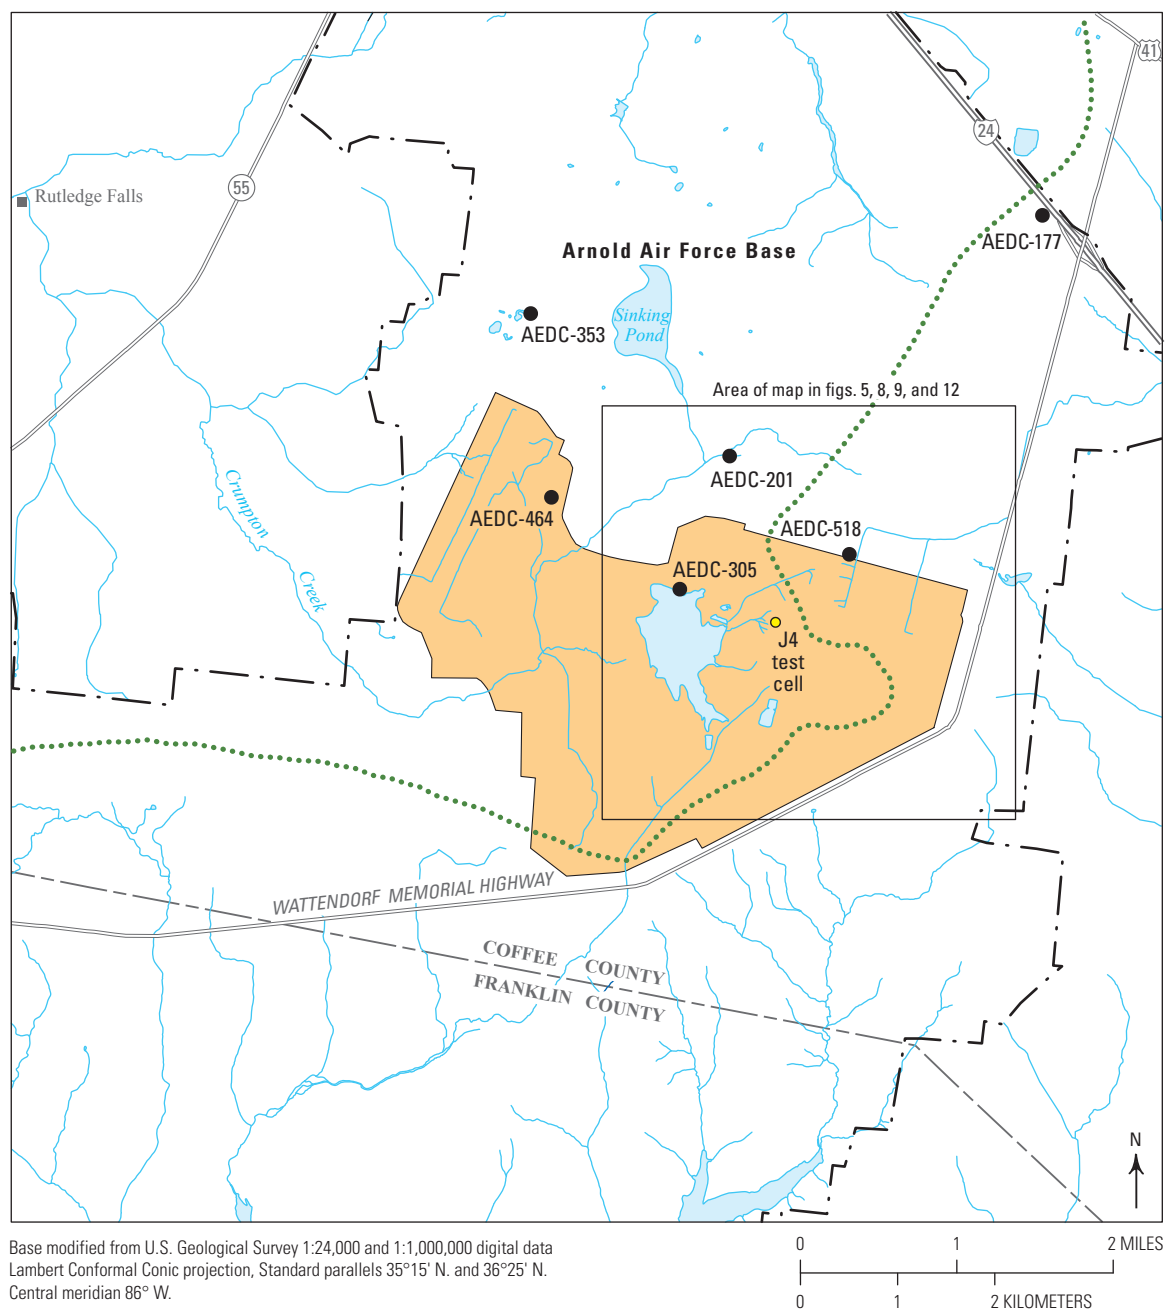 41
24
Rutledge Falls
55
AEDC-177
Arnold Air Force Base
Sinking
Pond
AEDC-353
Area of map in figs. 5, 8, 9, and 12
AEDC-201
Crumpton
Creek
AEDC-464
AEDC-518
AEDC-305
J4
test
cell
WATTENDORF MEMORIAL HIGHWAY
COFFEE COUNTY
FRANKLIN COUNTY
N
Base modified from U.S. Geological Survey 1:24,000 and 1:1,000,000 digital data
Lambert Conformal Conic projection, Standard parallels 35°15' N. and 36°25' N.
Central meridian 86° W.
0 1 2 MILES
0 1 2 KILOMETERS